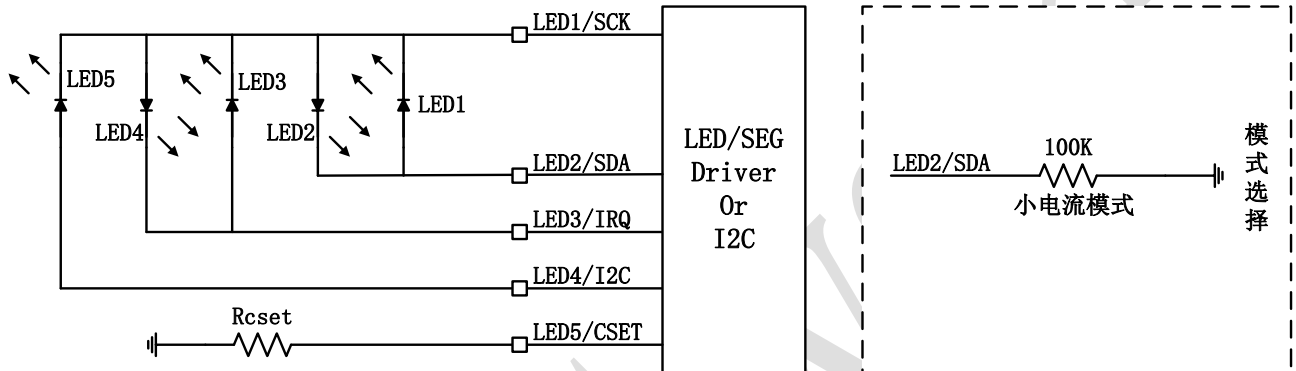 LED1/SCK
LED5
LED4
LED3
LED2
LED1
LED2/SDA
LED3/IRQ
LED4/I2C
Rcset
LED5/CSET
LED/SEG
Driver
Or
I2C
LED2/SDA
100K
小电流模式
模式选择